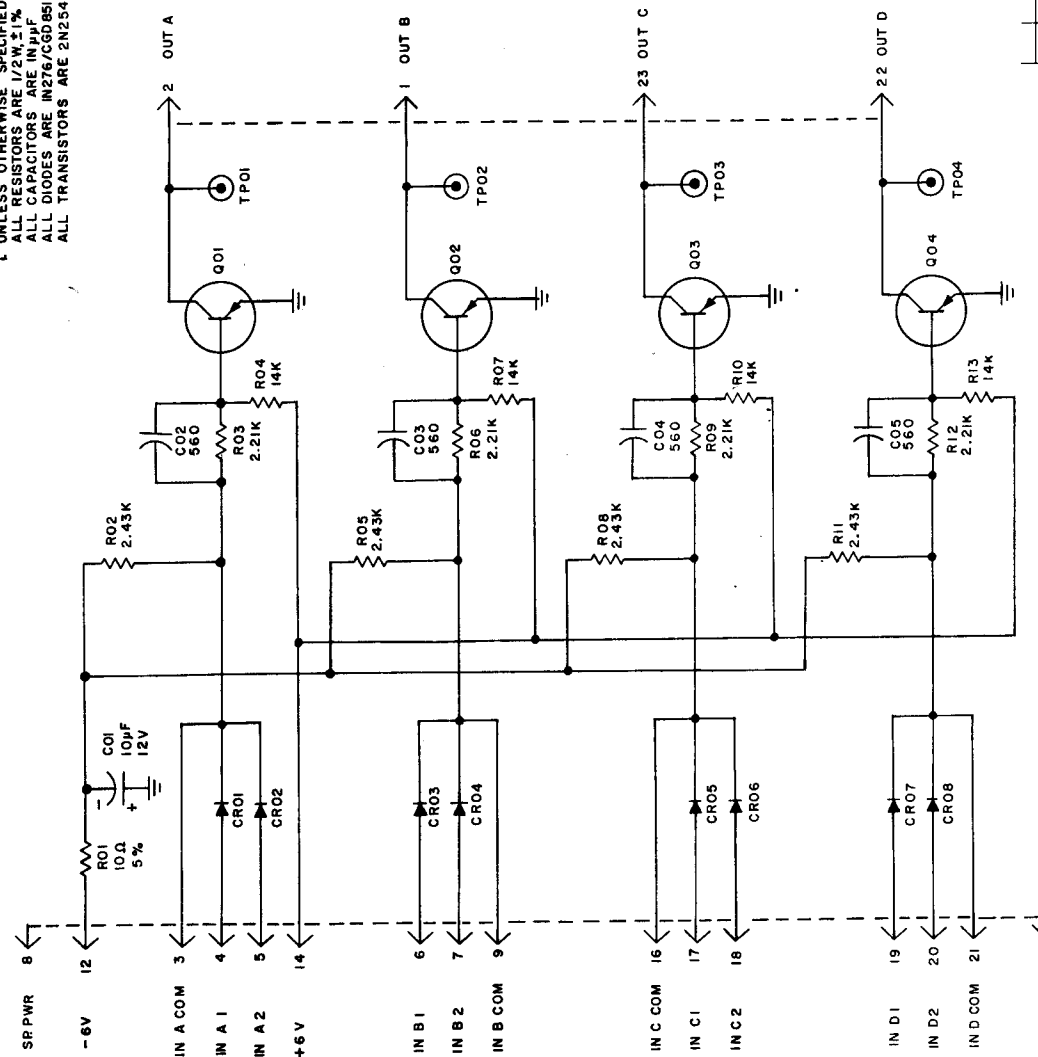 1. UNLESS OTHERWISE SPECIFIED
ALL RESISTORS ARE 1/2W, ±1%
ALL CAPACITORS ARE IN μμF
ALL DIODES ARE IN276/CGD851
ALL TRANSISTORS ARE 2N254
2 OUT A
1 OUT B
23 OUT C
22 OUT D
TP01
TP02
TP03
TP04
Q01
Q02
Q03
Q04
R04
14K
R07
14K
R10
14K
R13
14K
C02
560
R03
2.21K
C03
560
R06
2.21K
C04
560
R09
2.21K
C05
560
R12
2.21K
R02
2.43K
R05
2.43K
R08
2.43K
R11
2.43K
C01
10μF
12V
-
+
R01
10Ω
5%
CR01
CR02
CR03
CR04
CR05
CR06
CR07
CR08
SP. PWR 8
-6V 12
IN A COM 3
IN A1 4
IN A2 5
+6V 14
IN B1 6
IN B2 7
IN B COM 9
IN C COM 16
IN C1 17
IN C2 18
IN D1 19
IN D2 20
IN D COM 21